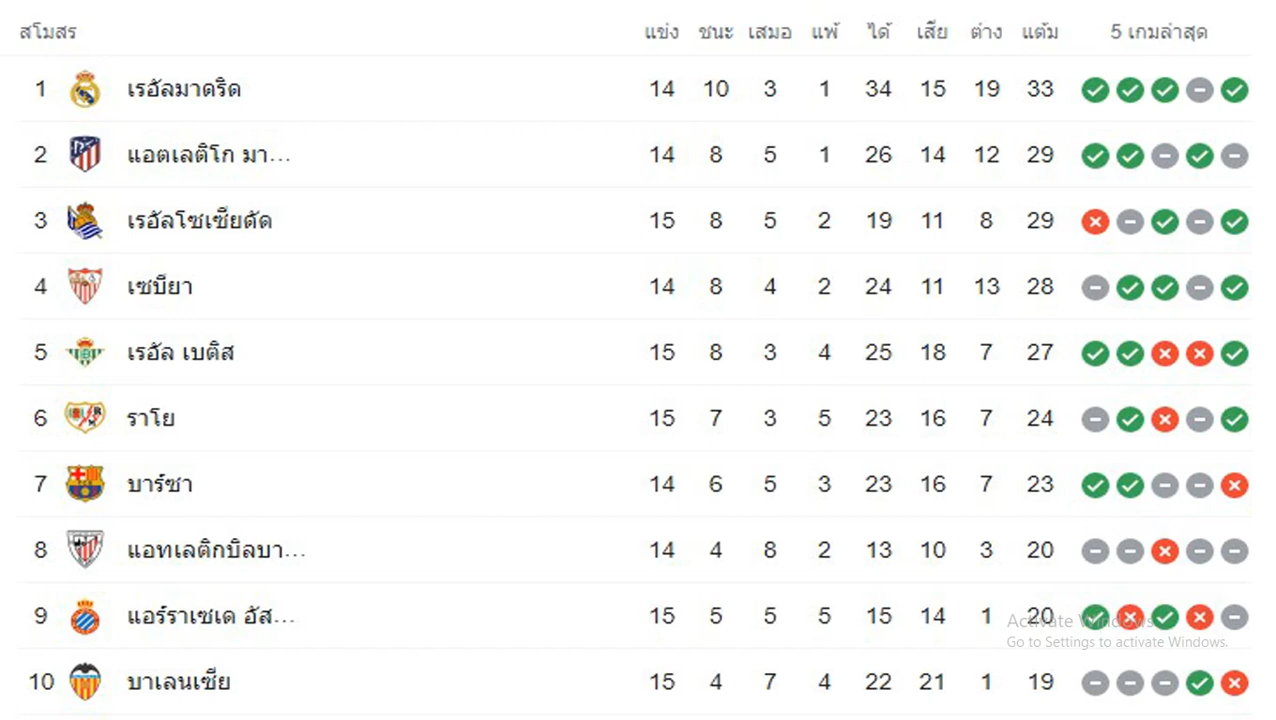 สโมสร แข่ง ชนะ เสมอ แพ้ ได้ เสีย ต่าง แต้ม 5 เกมล่าสุด
1 เรอัลมาดริด 14 10 3 1 34 15 19 33
2 แอตเลติโก มา... 14 8 5 1 26 14 12 29
3 เรอัลโซเซียดัด 15 8 5 2 19 11 8 29
4 เซบียา 14 8 4 2 24 11 13 28
5 เรอัล เบติส 15 8 3 4 25 18 7 27
6 ราโย 15 7 3 5 23 16 7 24
7 บาร์ซา 14 6 5 3 23 16 7 23
8 แอทเลติกบิลบา... 14 4 8 2 13 10 3 20
9 แอร์ราเซเด อัส... 15 5 5 5 15 14 1 20
Activate Windows
Go to Settings to activate Windows.
10 บาเลนเซีย 15 4 7 4 22 21 1 19